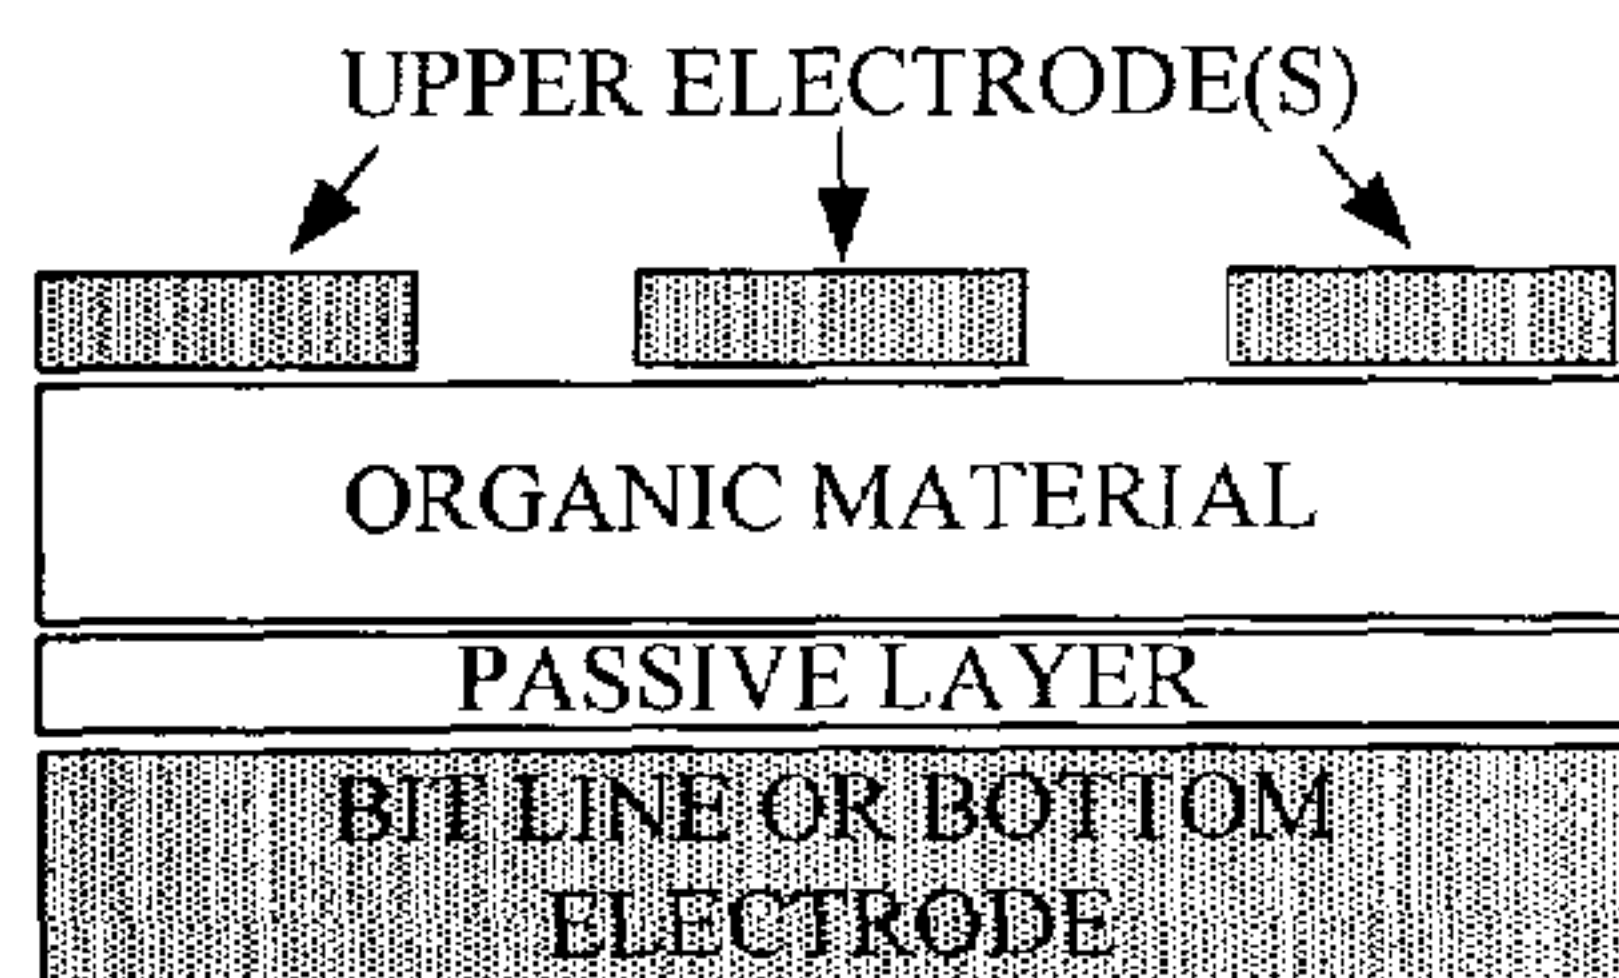 UPPER ELECTRODE(S)
ORGANIC MATERIAL
PASSIVE LAYER
BIT LINE OR BOTTOM
ELECTRODE